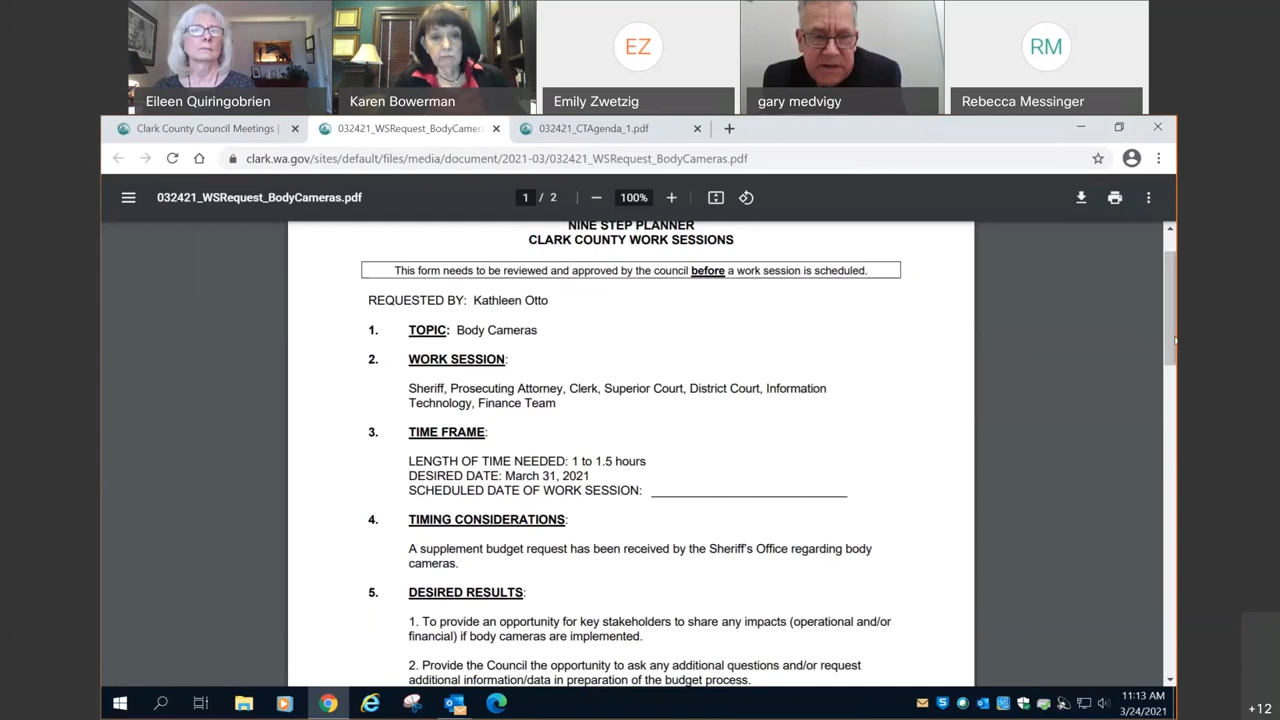 EZ
RM
Eileen Quiringobrien
Karen Bowerman
Emily Zwetzig
gary medvigy
Rebecca Messinger
Clark County Council Meetings |
032421_WSRequest_BodyCamera
032421_CTAgenda_1.pdf
clark.wa.gov/sites/default/files/media/document/2021-03/032421_WSRequest_BodyCameras.pdf
032421_WSRequest_BodyCameras.pdf
1 / 2
100%
NINE STEP PLANNER
CLARK COUNTY WORK SESSIONS
This form needs to be reviewed and approved by the council before a work session is scheduled.
REQUESTED BY: Kathleen Otto
1. TOPIC: Body Cameras
2. WORK SESSION:
Sheriff, Prosecuting Attorney, Clerk, Superior Court, District Court, Information
Technology, Finance Team
3. TIME FRAME:
LENGTH OF TIME NEEDED: 1 to 1.5 hours
DESIRED DATE: March 31, 2021
SCHEDULED DATE OF WORK SESSION:
4. TIMING CONSIDERATIONS:
A supplement budget request has been received by the Sheriff's Office regarding body
cameras.
5. DESIRED RESULTS:
1. To provide an opportunity for key stakeholders to share any impacts (operational and/or
financial) if body cameras are implemented.
2. Provide the Council the opportunity to ask any additional questions and/or request
additional information/data in preparation of the budget process.
11:13 AM
3/24/2021
+12